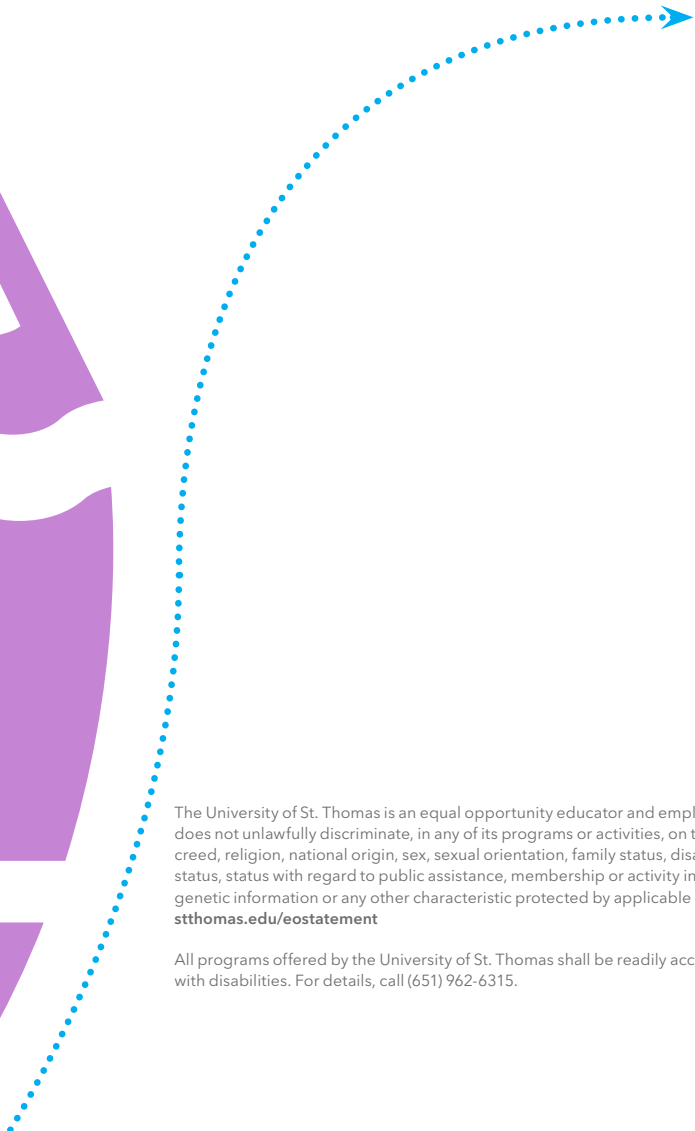 The University of St. Thomas is an equal opportunity educator and empl
does not unlawfully discriminate, in any of its programs or activities, on t
creed, religion, national origin, sex, sexual orientation, family status, disa
status, status with regard to public assistance, membership or activity in
genetic information or any other characteristic protected by applicable
stthomas.edu/eostatement
All programs offered by the University of St. Thomas shall be readily acc
with disabilities. For details, call (651) 962-6315.